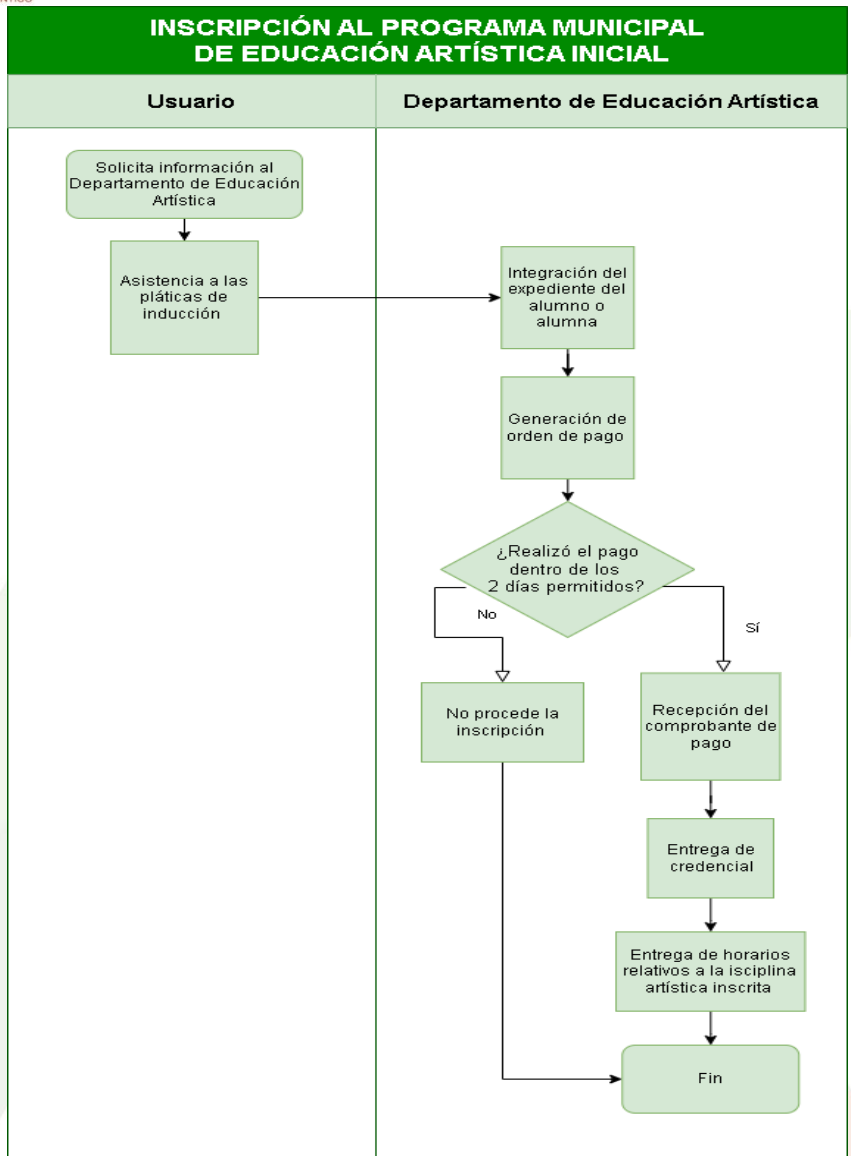 INSCRIPCIÓN AL PROGRAMA MUNICIPAL
DE EDUCACIÓN ARTÍSTICA INICIAL
Usuario
Departamento de Educación Artística
Solicita información al
Departamento de Educación
Artística
Asistencia a las
pláticas de
inducción
Integración del
expediente del
alumno o
alumna
Generación de
orden de pago
¿Realizó el pago
dentro de los
2 días permitidos?
No
Sí
No procede la
inscripción
Recepción del
comprobante de
pago
Entrega de
credencial
Entrega de horarios
relativos a la isciplina
artística inscrita
Fin